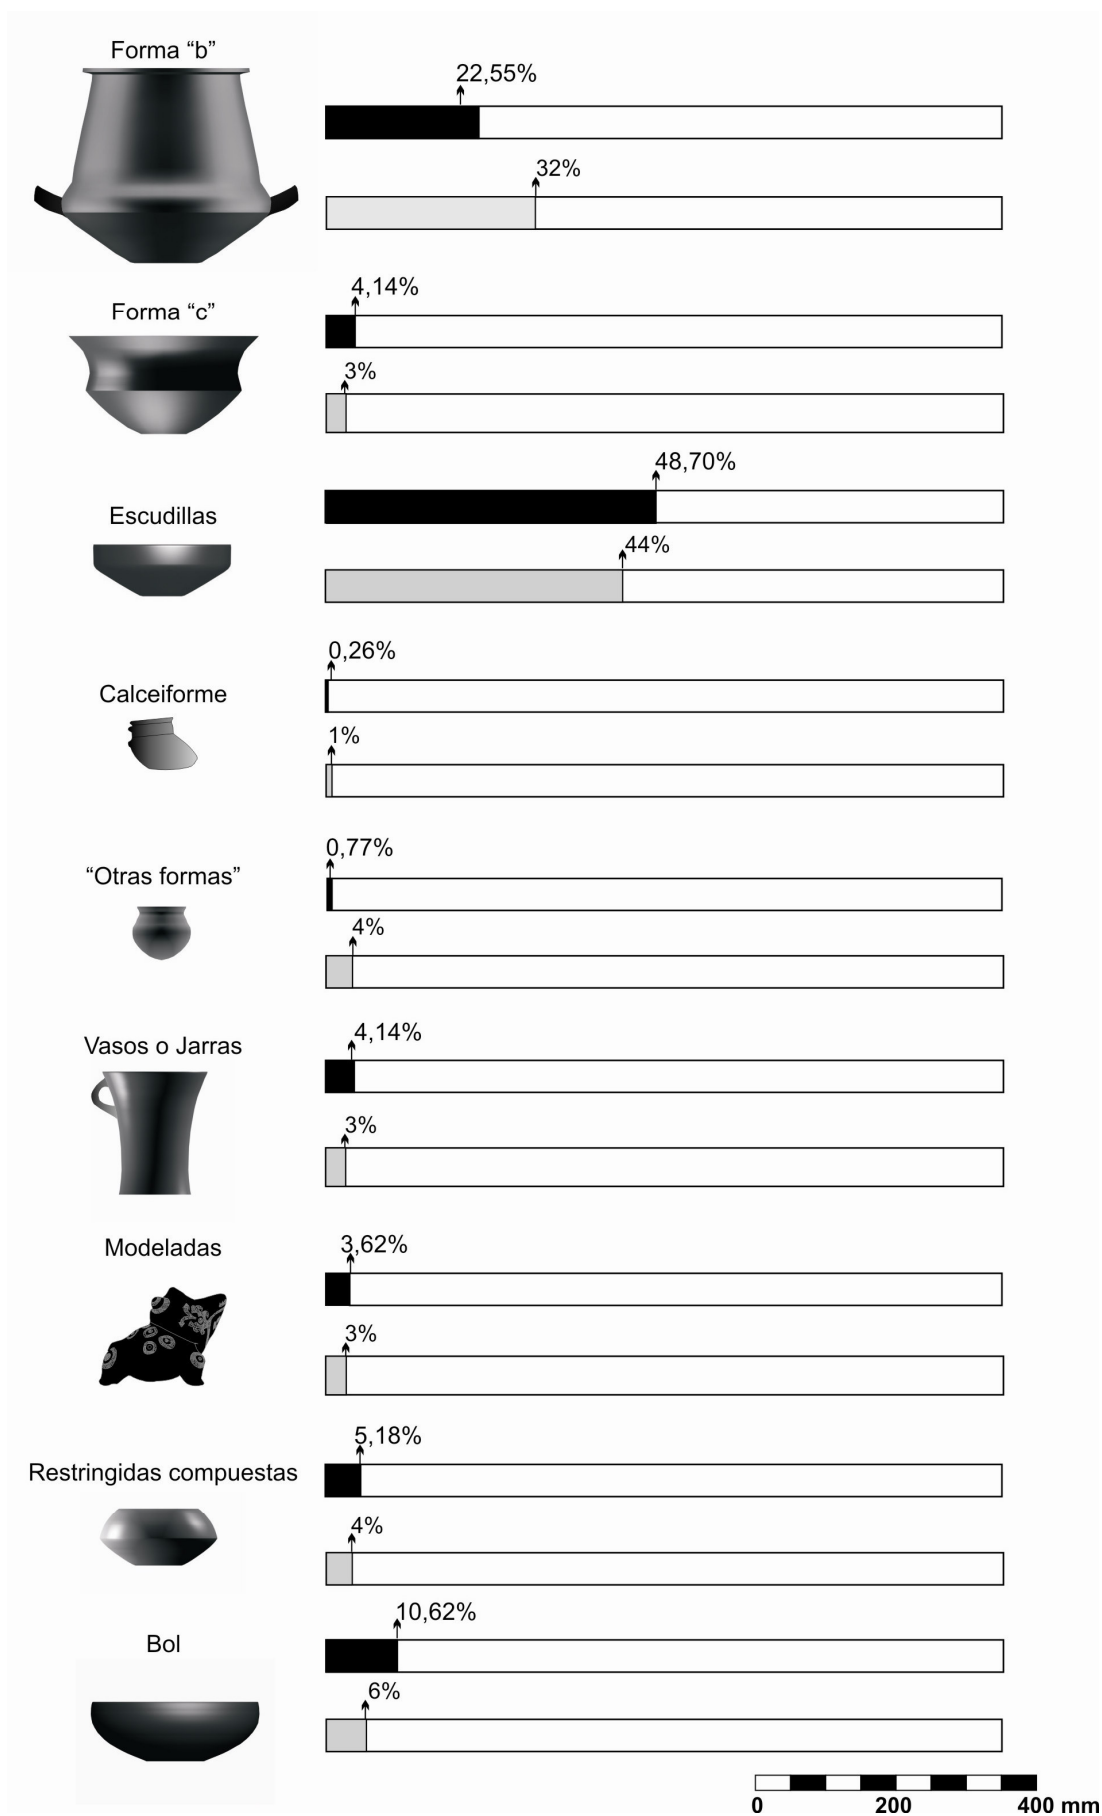 Forma “b”
22,55%
32%
Forma “c”
4,14%
3%
Escudillas
48,70%
44%
Calceiforme
0,26%
1%
“Otras formas”
0,77%
4%
Vasos o Jarras
4,14%
3%
Modeladas
3,62%
3%
Restringidas compuestas
5,18%
4%
Bol
10,62%
6%
0 200 400 mm